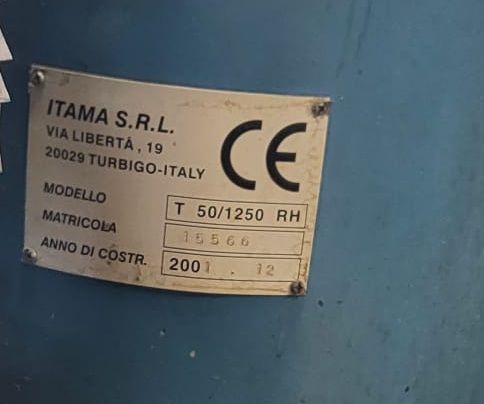 ITAMA S.R.L.
VIA LIBERTÀ, 19
20029 TURBIGO-ITALY
CE
MODELLO T 50/1250 RH
MATRICOLA 15566
ANNO DI COSTR. 2001.12